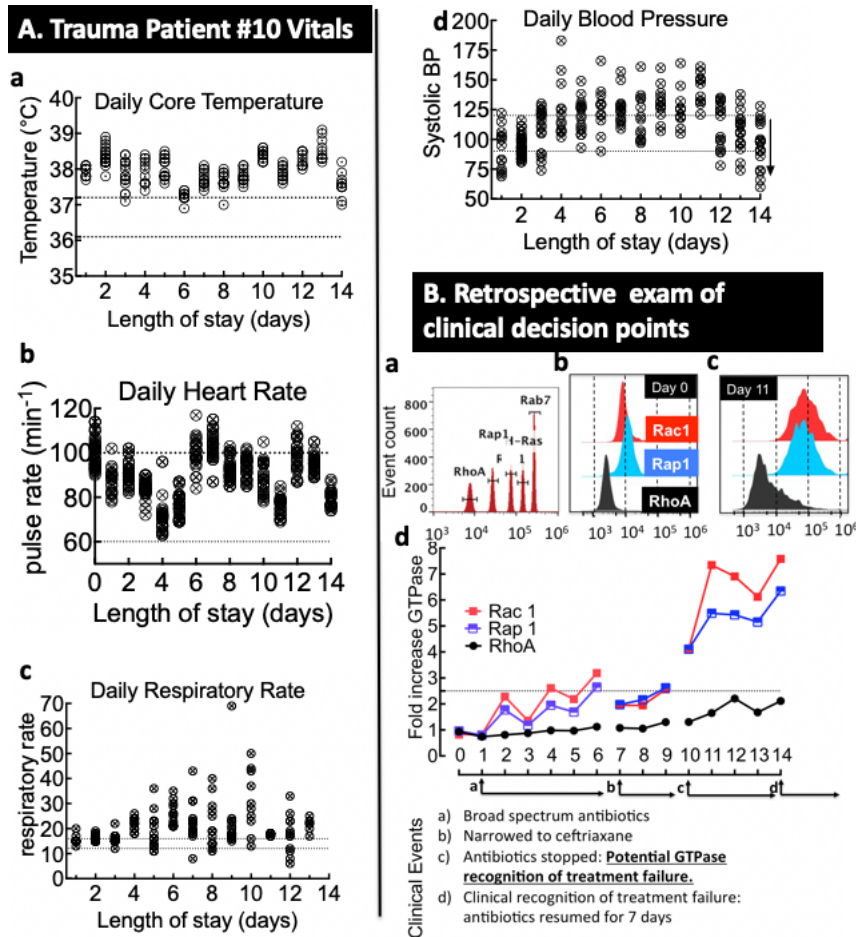 A. Trauma Patient #10 Vitals
a
Daily Core Temperature
Temperature (°C)
40
39
38
37
36
35
2 4 6 8 10 12 14
Length of stay (days)
b
Daily Heart Rate
pulse rate (min⁻¹)
120
100
80
60
0 2 4 6 8 10 12 14
Length of stay (days)
c
Daily Respiratory Rate
respiratory rate
70
60
50
40
30
20
10
0
2 4 6 8 10 12 14
Length of stay (days)
d
Daily Blood Pressure
Systolic BP
200
175
150
125
100
75
50
2 4 6 8 10 12 14
Length of stay (days)
B. Retrospective exam of
clinical decision points
a
Event count
800
600
400
200
0
Rab7
Rap1
H-Ras
R 1
RhoA
10³ 10⁴ 10⁵ 10⁶
b
Day 0
Rac1
Rap1
RhoA
10³ 10⁴ 10⁵ 10⁶
c
Day 11
10³ 10⁴ 10⁵ 10⁶
d
Fold increase GTPase
8
7
6
5
4
3
2
1
0
Rac 1
Rap 1
RhoA
0 1 2 3 4 5 6 7 8 9 10 11 12 13 14
a b c d
Clinical Events
a) Broad spectrum antibiotics
b) Narrowed to ceftriaxane
c) Antibiotics stopped: Potential GTPase
recognition of treatment failure.
d) Clinical recognition of treatment failure:
antibiotics resumed for 7 days